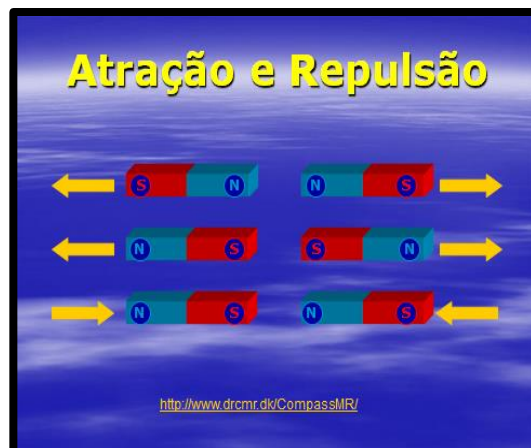 Atração e Repulsão
S N N S
N S S N
N S N S
http://www.drcmr.dk/CompassMR/